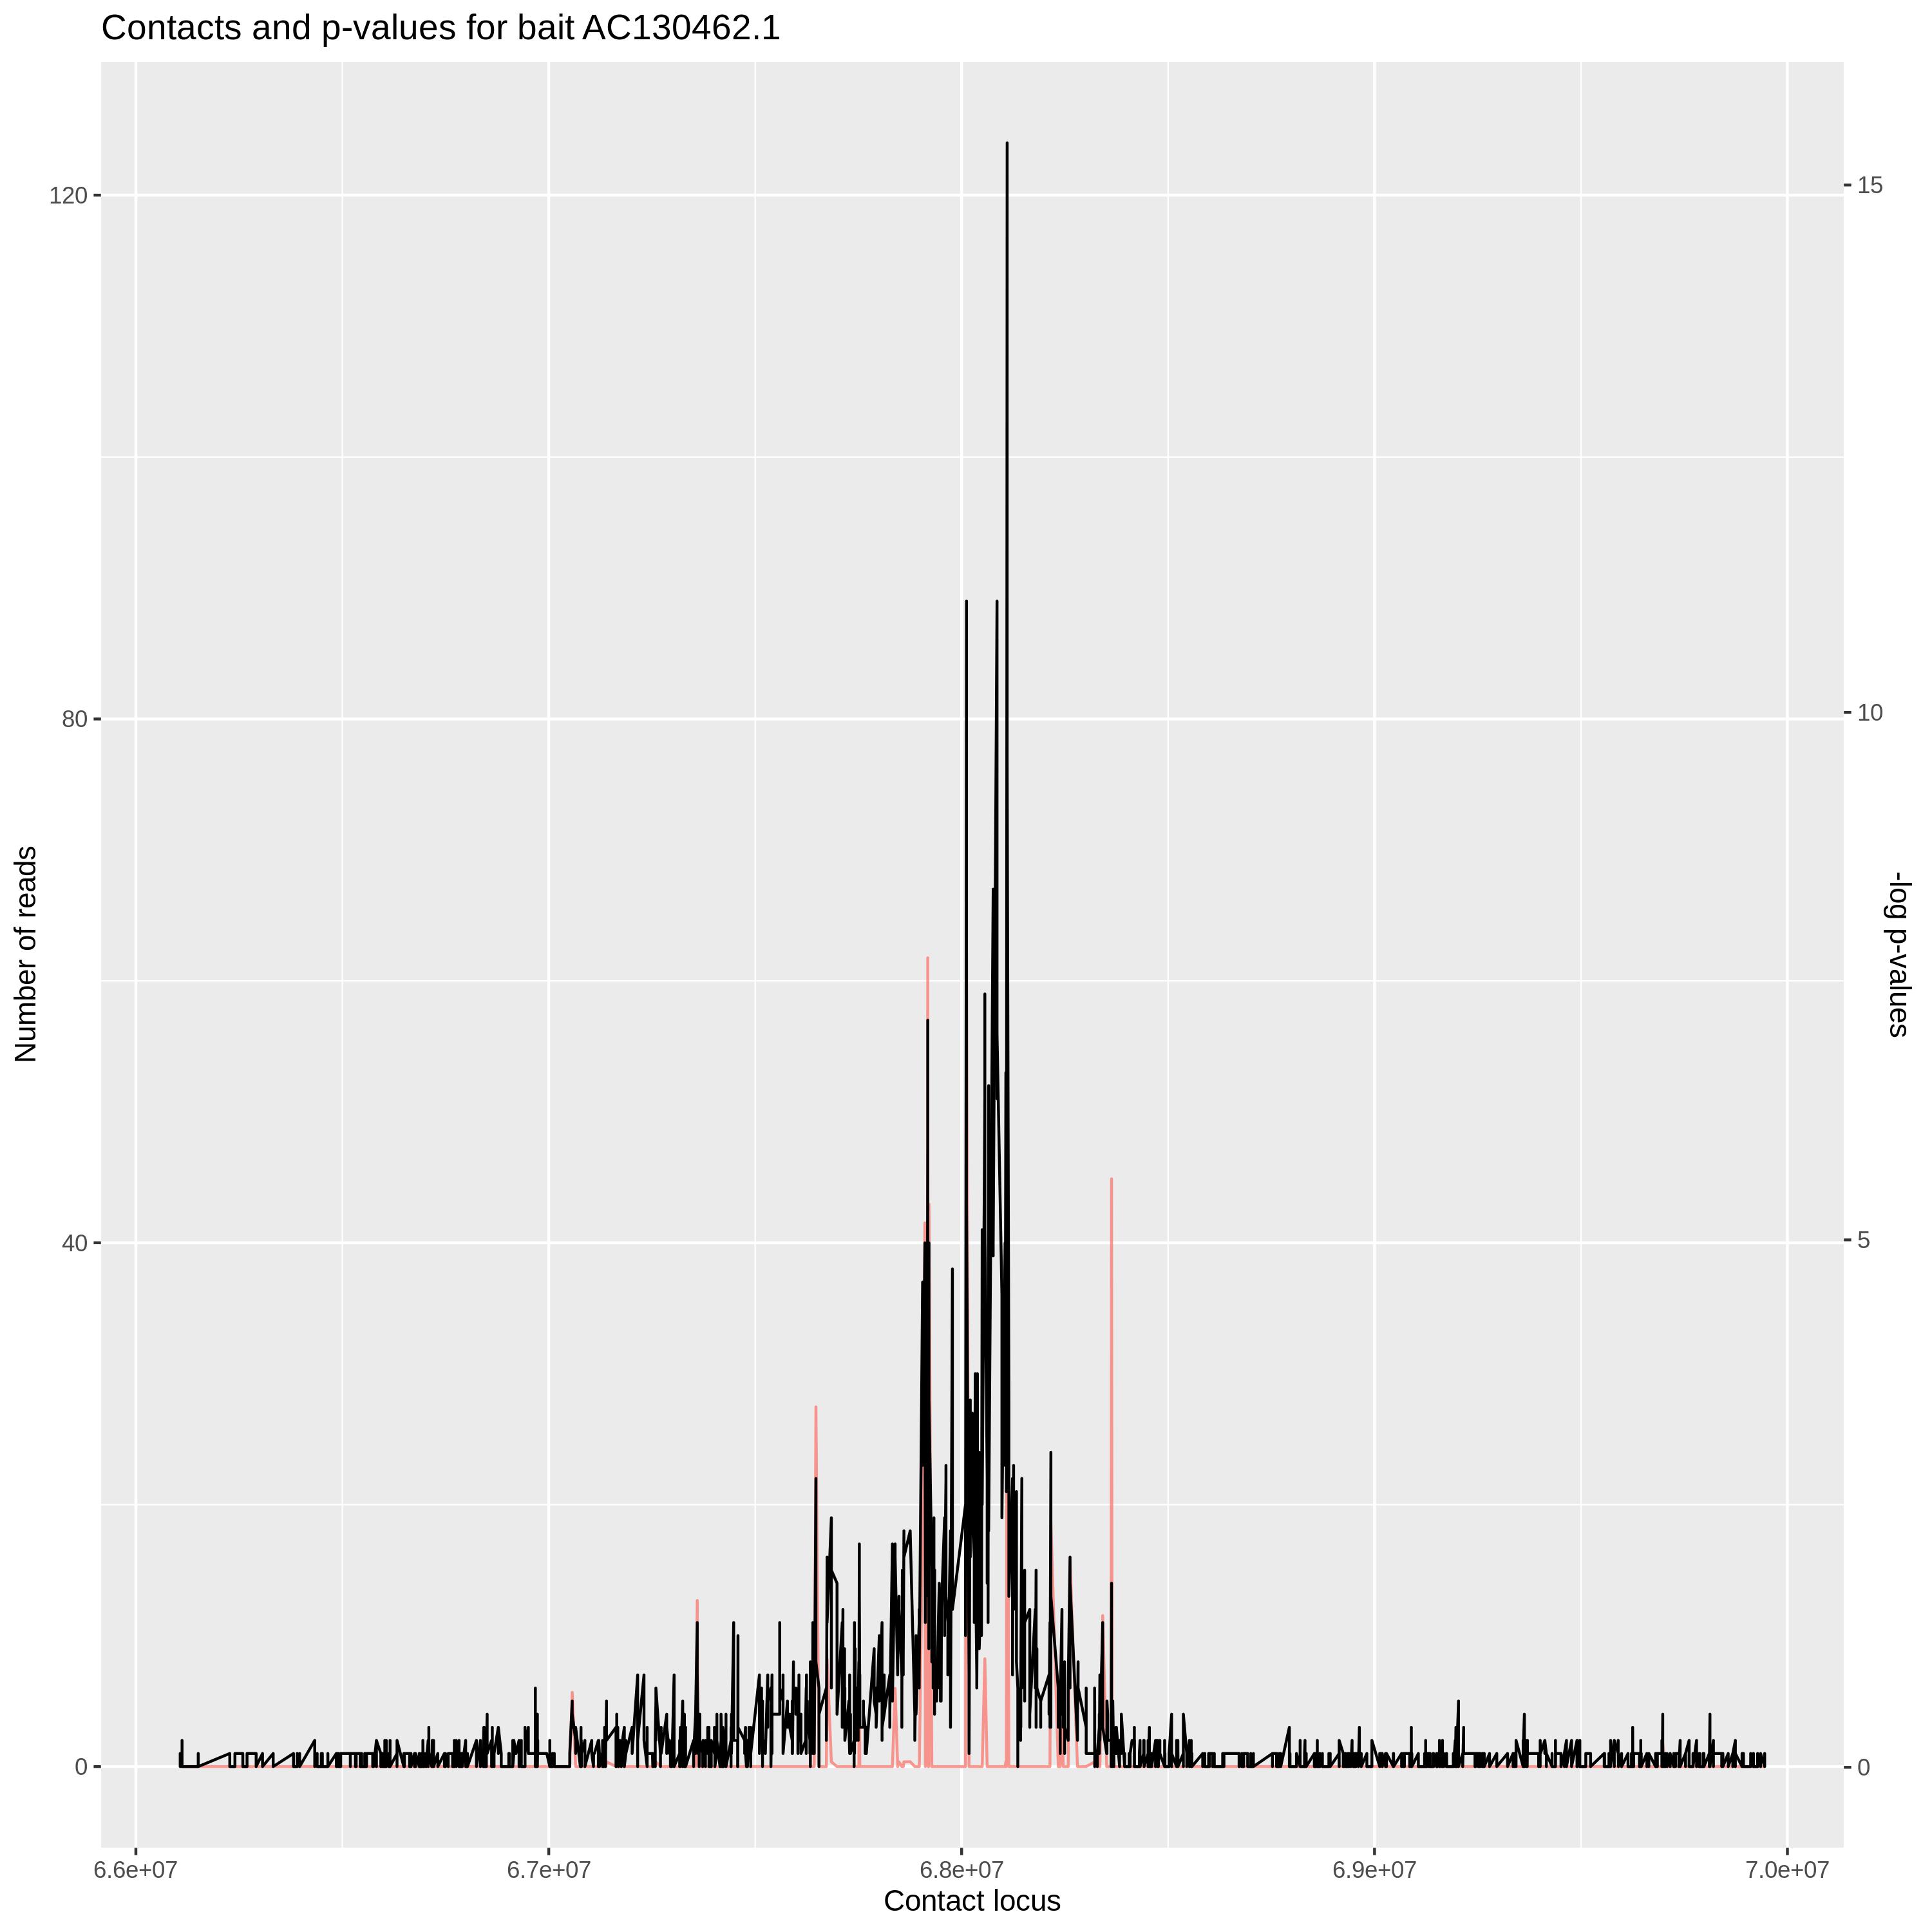 Contacts and p-values for bait AC130462.1
120
80
40
0
15
10
5
0
Number of reads
-log p-values
6.6e+07 6.7e+07 6.8e+07 6.9e+07 7.0e+07
Contact locus